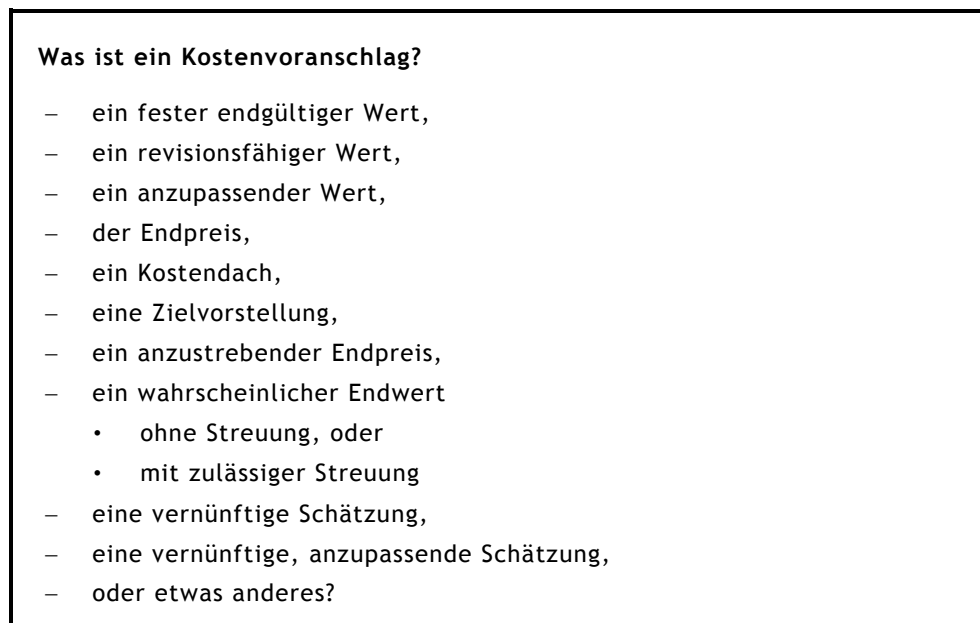 Was ist ein Kostenvoranschlag?
– ein fester endgültiger Wert,
– ein revisionsfähiger Wert,
– ein anzupassender Wert,
– der Endpreis,
– ein Kostendach,
– eine Zielvorstellung,
– ein anzustrebender Endpreis,
– ein wahrscheinlicher Endwert
• ohne Streuung, oder
• mit zulässiger Streuung
– eine vernünftige Schätzung,
– eine vernünftige, anzupassende Schätzung,
– oder etwas anderes?